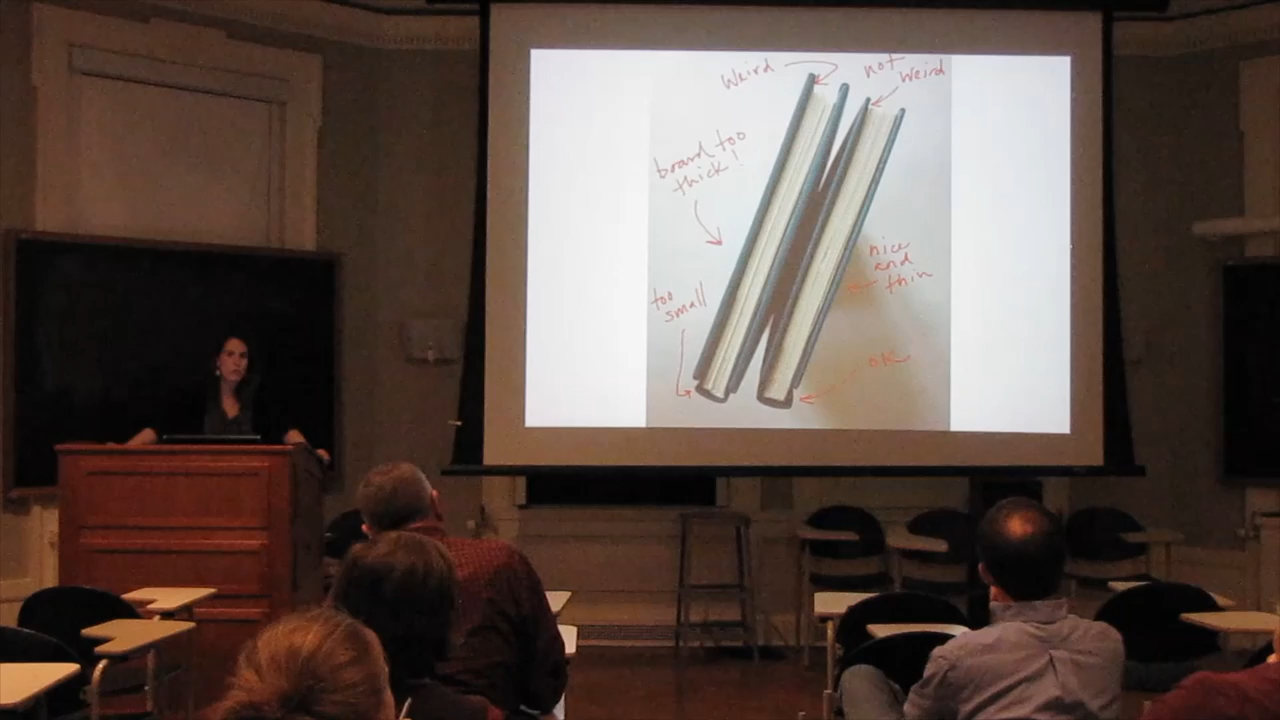 Weird
not
Weird
board too
thick!
nice
and
thin
too
small
ok